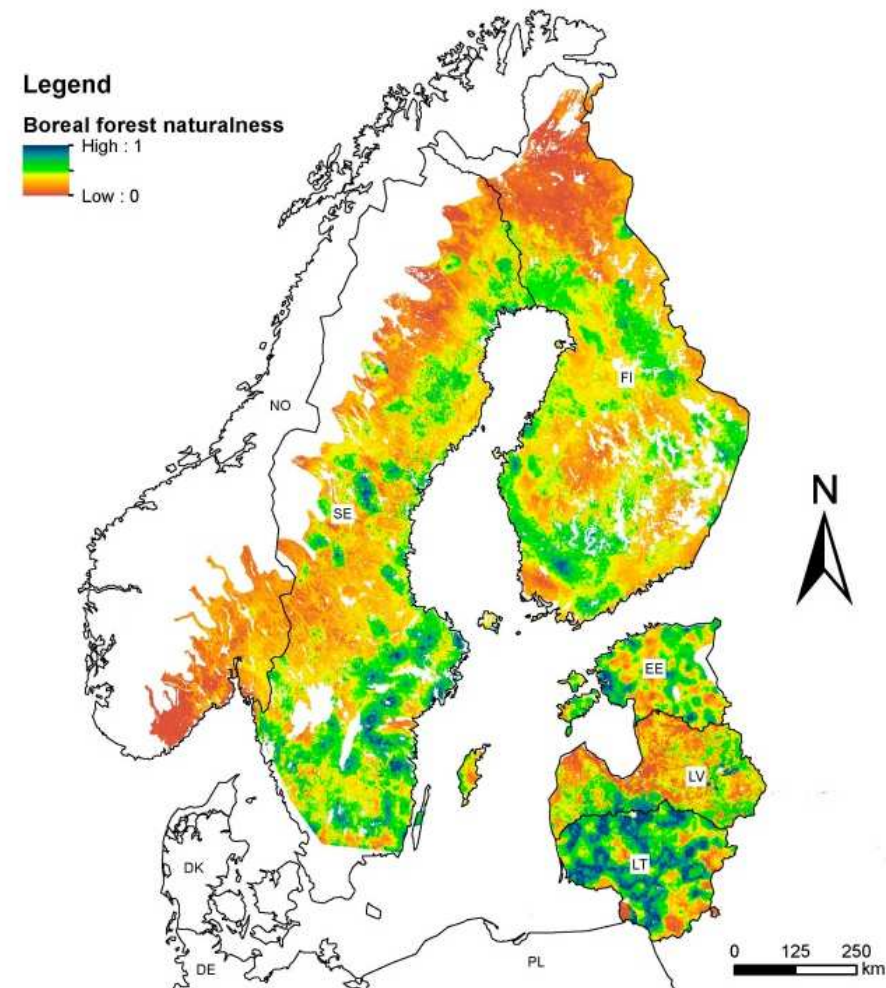 Legend
Boreal forest naturalness
High : 1
Low : 0
NO
FI
SE
N
EE
LV
LT
DK
DE
PL
0 125 250
km